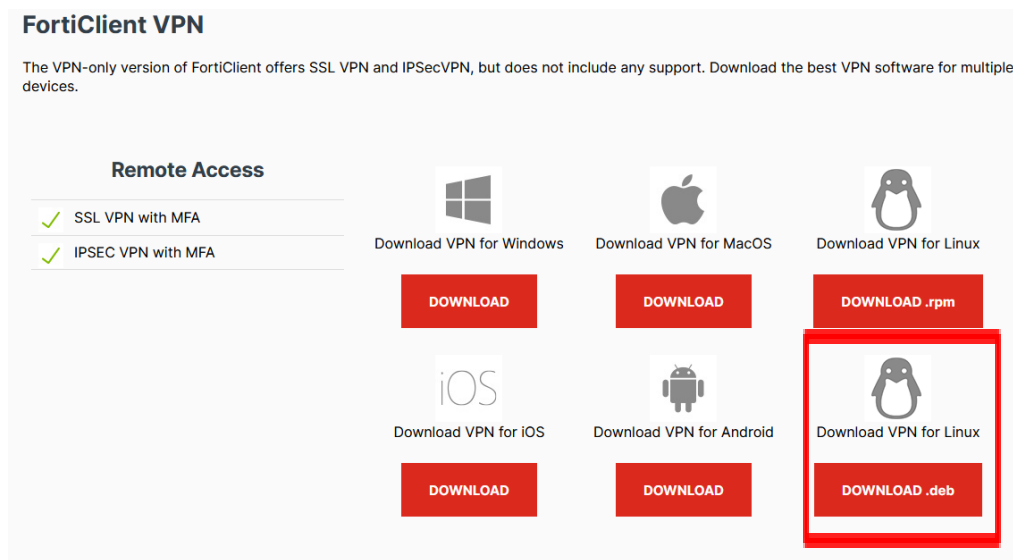 FortiClient VPN
The VPN-only version of FortiClient offers SSL VPN and IPSecVPN, but does not include any support. Download the best VPN software for multiple
devices.
Remote Access
SSL VPN with MFA
IPSEC VPN with MFA
Download VPN for Windows
DOWNLOAD
Download VPN for MacOS
DOWNLOAD
Download VPN for Linux
DOWNLOAD .rpm
iOS
Download VPN for iOS
DOWNLOAD
Download VPN for Android
DOWNLOAD
Download VPN for Linux
DOWNLOAD .deb